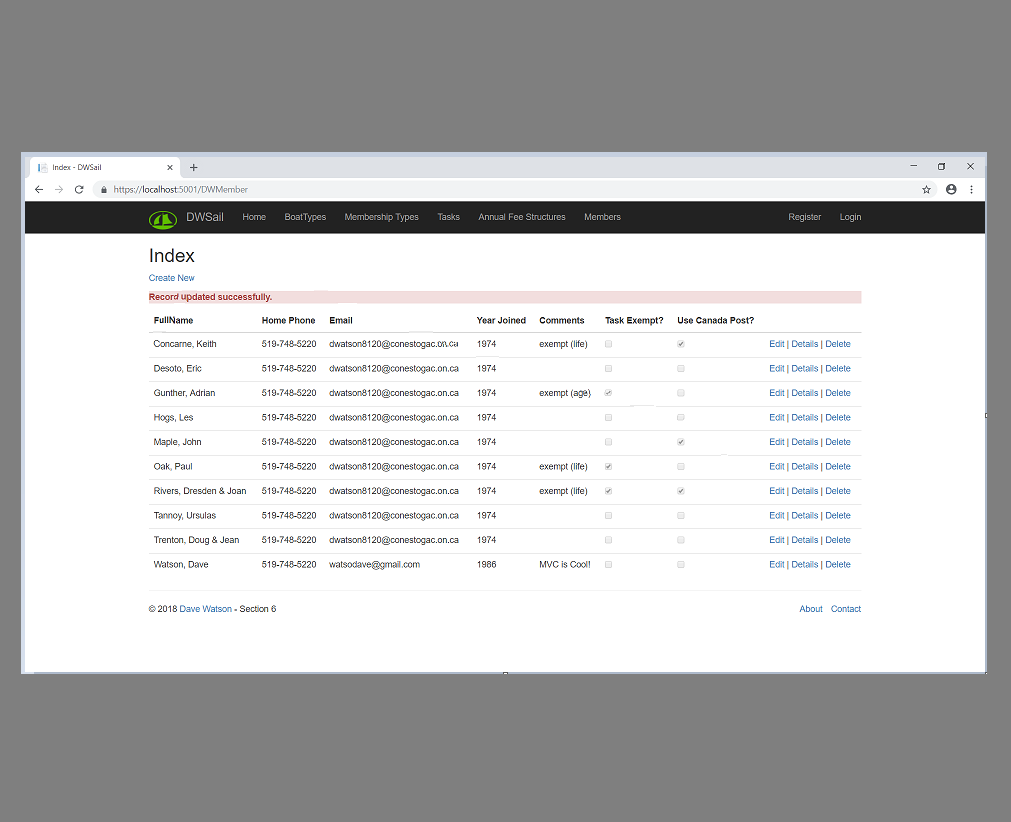 Index - DWSail
https://localhost:5001/DWMember
DWSail Home BoatTypes Membership Types Tasks Annual Fee Structures Members Register Login
Index
Create New
Record updated successfully.
FullName Home Phone Email Year Joined Comments Task Exempt? Use Canada Post?
Concarne, Keith 519-748-5220 dwatson8120@conestogac.on.ca 1974 exempt (life) Edit | Details | Delete
Desoto, Eric 519-748-5220 dwatson8120@conestogac.on.ca 1974 Edit | Details | Delete
Gunther, Adrian 519-748-5220 dwatson8120@conestogac.on.ca 1974 exempt (age) Edit | Details | Delete
Hogs, Les 519-748-5220 dwatson8120@conestogac.on.ca 1974 Edit | Details | Delete
Maple, John 519-748-5220 dwatson8120@conestogac.on.ca 1974 Edit | Details | Delete
Oak, Paul 519-748-5220 dwatson8120@conestogac.on.ca 1974 exempt (life) Edit | Details | Delete
Rivers, Dresden & Joan 519-748-5220 dwatson8120@conestogac.on.ca 1974 exempt (life) Edit | Details | Delete
Tannoy, Ursulas 519-748-5220 dwatson8120@conestogac.on.ca 1974 Edit | Details | Delete
Trenton, Doug & Jean 519-748-5220 dwatson8120@conestogac.on.ca 1974 Edit | Details | Delete
Watson, Dave 519-748-5220 watsodave@gmail.com 1986 MVC is Cool! Edit | Details | Delete
© 2018 Dave Watson - Section 6 About Contact